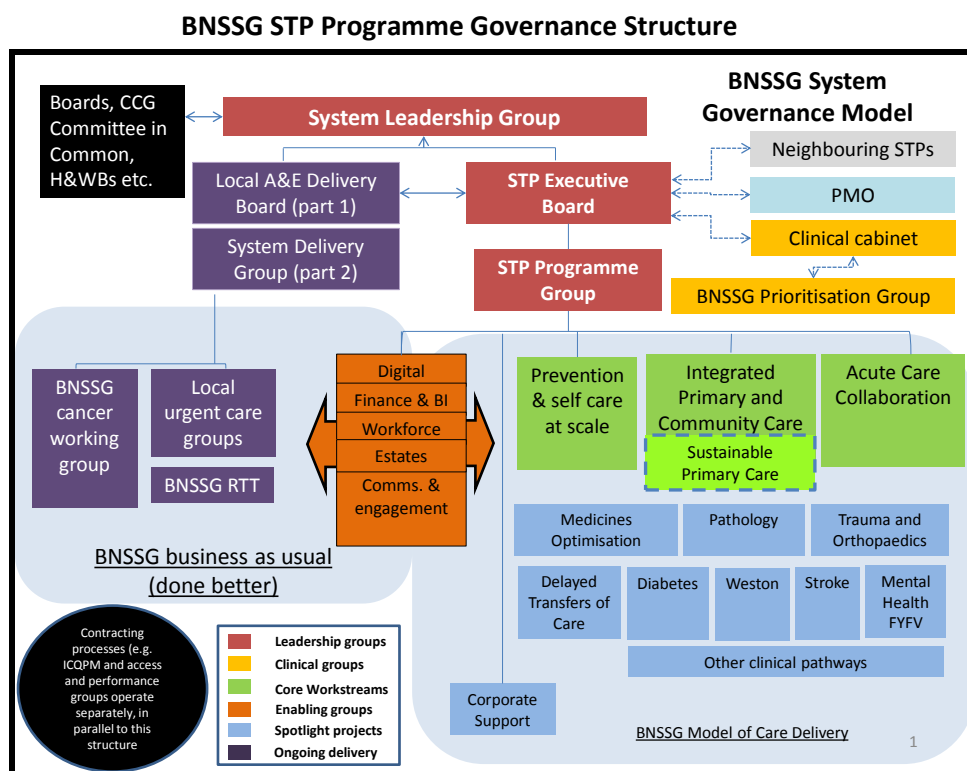 BNSSG STP Programme Governance Structure
Boards, CCG
Committee in
Common,
H&WBs etc.
System Leadership Group
BNSSG System
Governance Model
Neighbouring STPs
Local A&E Delivery
Board (part 1)
STP Executive
Board
PMO
System Delivery
Group (part 2)
Clinical cabinet
STP Programme
Group
BNSSG Prioritisation Group
BNSSG
cancer
working
group
Local
urgent care
groups
BNSSG RTT
Digital
Finance & BI
Workforce
Estates
Comms. &
engagement
Prevention
& self care
at scale
Integrated
Primary and
Community Care
Sustainable
Primary Care
Acute Care
Collaboration
BNSSG business as usual
(done better)
Medicines
Optimisation
Pathology
Trauma and
Orthopaedics
Delayed
Transfers of
Care
Diabetes
Weston
Stroke
Mental
Health
FYFV
Other clinical pathways
Corporate
Support
Contracting
processes (e.g.
ICQPM and access
and performance
groups operate
separately, in
parallel to this
structure
Leadership groups
Clinical groups
Core Workstreams
Enabling groups
Spotlight projects
Ongoing delivery
BNSSG Model of Care Delivery
1